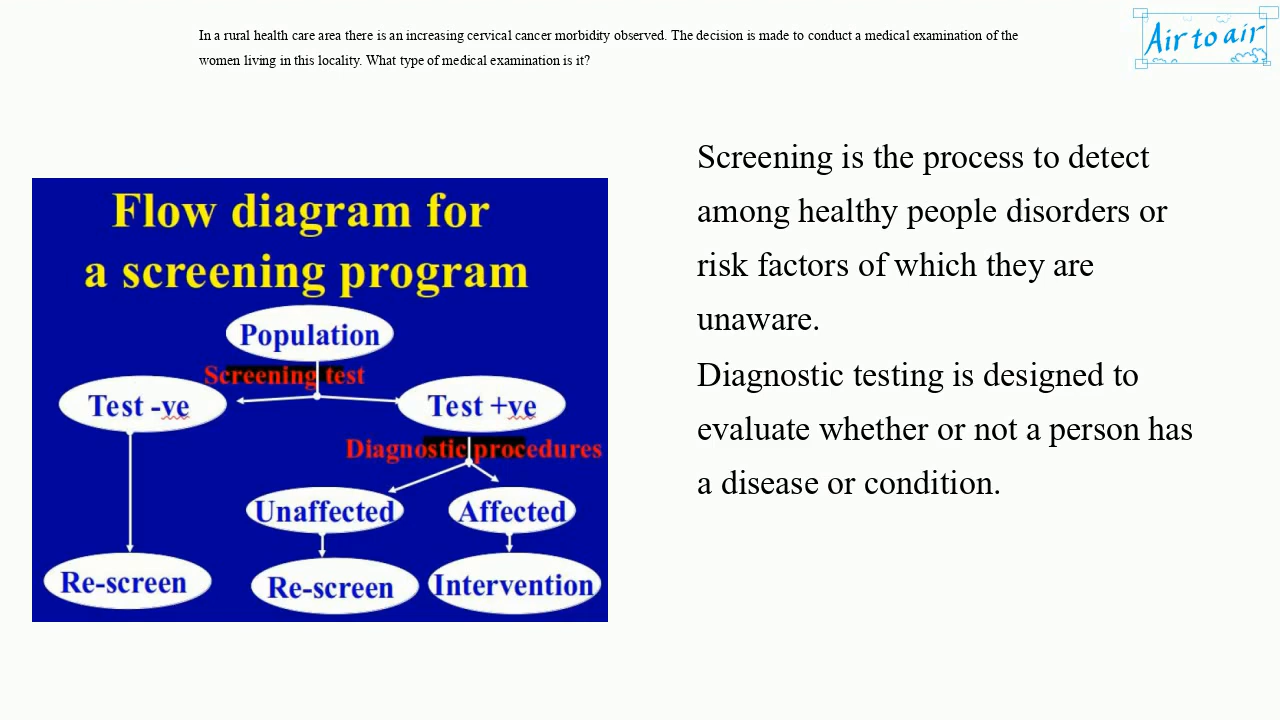 In a rural health care area there is an increasing cervical cancer morbidity observed. The decision is made to conduct a medical examination of the
women living in this locality. What type of medical examination is it?
Air to air
Screening is the process to detect
among healthy people disorders or
risk factors of which they are
unaware.
Diagnostic testing is designed to
evaluate whether or not a person has
a disease or condition.
Flow diagram for
a screening program
Population
Screening test
Test -ve
Test +ve
Diagnostic procedures
Unaffected
Affected
Re-screen
Re-screen
Intervention